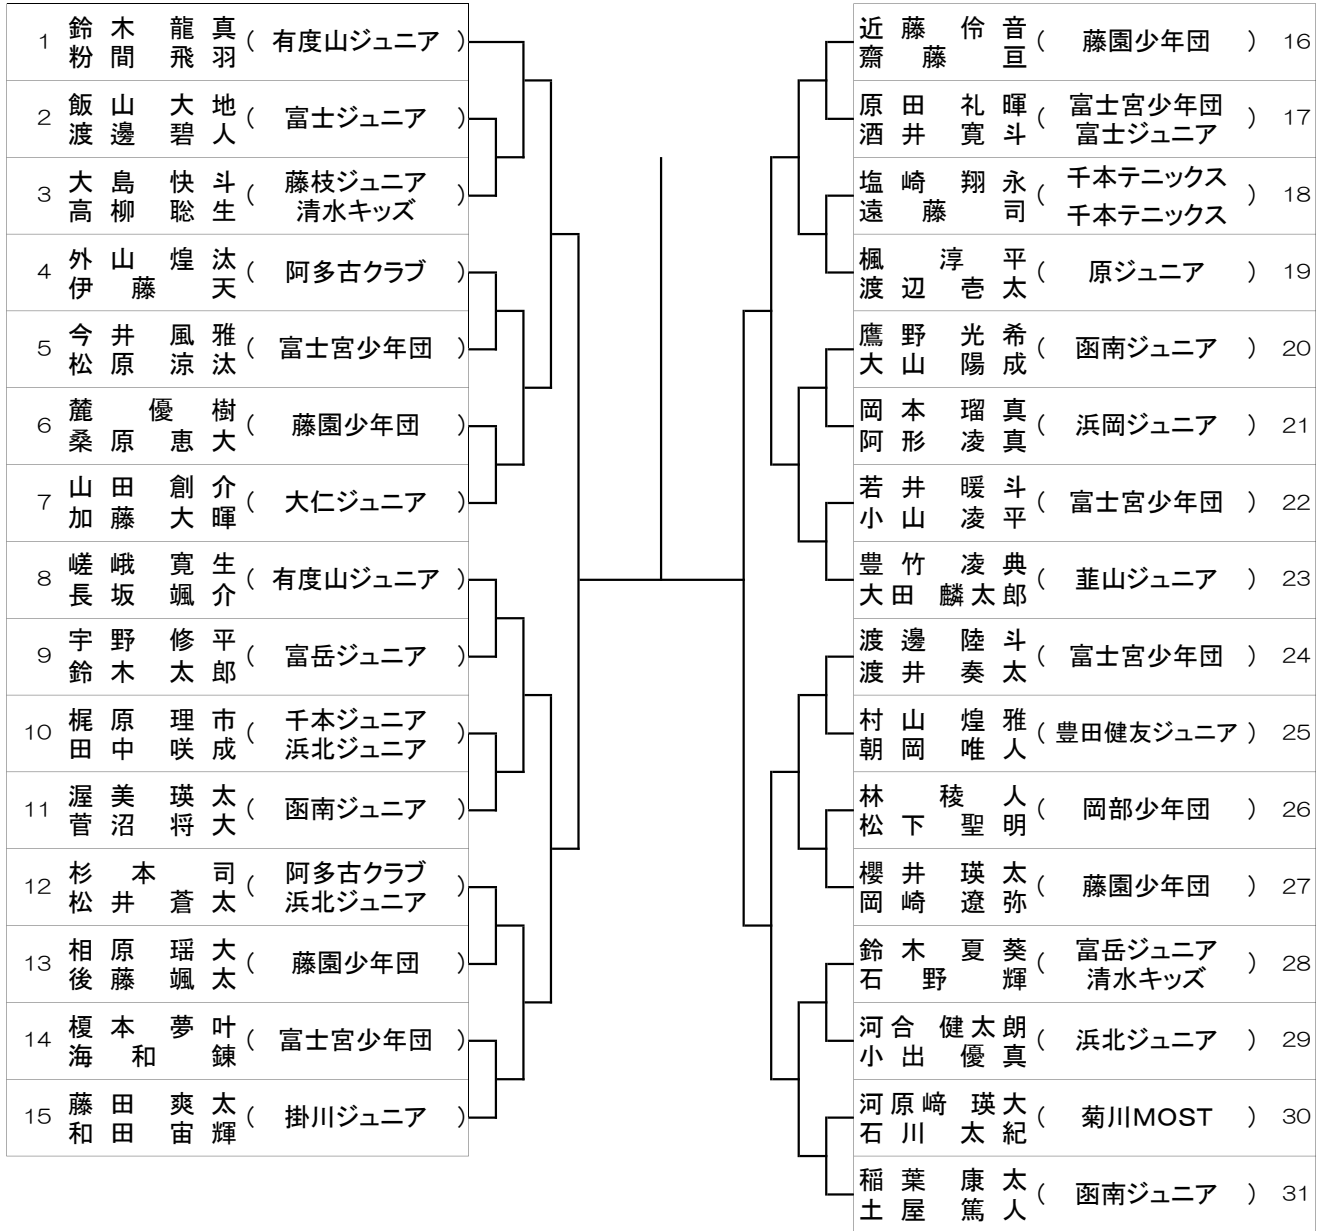 1 鈴木 龍真 ( 有度山ジュニア )
粉間 飛羽
2 飯山 大地 ( 富士ジュニア )
渡邊 碧人
3 大島 快斗 ( 藤枝ジュニア )
高柳 聡生 清水キッズ
4 外山 煌汰 ( 阿多古クラブ )
伊藤 天
5 今井 風雅 ( 富士宮少年団 )
松原 涼汰
6 麓 優樹 ( 藤園少年団 )
桑原 恵大
7 山田 創介 ( 大仁ジュニア )
加藤 大暉
8 嵯峨 寛生 ( 有度山ジュニア )
長坂 颯介
9 宇野 修平 ( 富岳ジュニア )
鈴木 太郎
10 梶原 理市 ( 千本ジュニア )
田中 咲成 浜北ジュニア
11 渥美 瑛太 ( 函南ジュニア )
菅沼 将大
12 杉本 司 ( 阿多古クラブ )
松井 蒼太 浜北ジュニア
13 相原 瑶大 ( 藤園少年団 )
後藤 颯太
14 榎本 夢叶 ( 富士宮少年団 )
海和 錬
15 藤田 爽太 ( 掛川ジュニア )
和田 宙輝
近藤 伶音 ( 藤園少年団 ) 16
齋藤 亘
原田 礼暉 ( 富士宮少年団 ) 17
酒井 寛斗 富士ジュニア
塩崎 翔永 ( 千本テニックス ) 18
遠藤 司 千本テニックス
楓 淳平 ( 原ジュニア ) 19
渡辺 壱太
鷹野 光希 ( 函南ジュニア ) 20
大山 陽成
岡本 瑠真 ( 浜岡ジュニア ) 21
阿形 凌真
若井 暖斗 ( 富士宮少年団 ) 22
小山 凌平
豊竹 凌典 ( 韮山ジュニア ) 23
大田 麟太郎
渡邊 陸斗 ( 富士宮少年団 ) 24
渡井 奏太
村山 煌雅 ( 豊田健友ジュニア ) 25
朝岡 唯人
林 稜人 ( 岡部少年団 ) 26
松下 聖明
櫻井 瑛太 ( 藤園少年団 ) 27
岡崎 遼弥
鈴木 夏葵 ( 富岳ジュニア ) 28
石野 輝 清水キッズ
河合 健太朗 ( 浜北ジュニア ) 29
小出 優真
河原﨑 瑛大 ( 菊川MOST ) 30
石川 太紀
稲葉 康太 ( 函南ジュニア ) 31
土屋 篤人